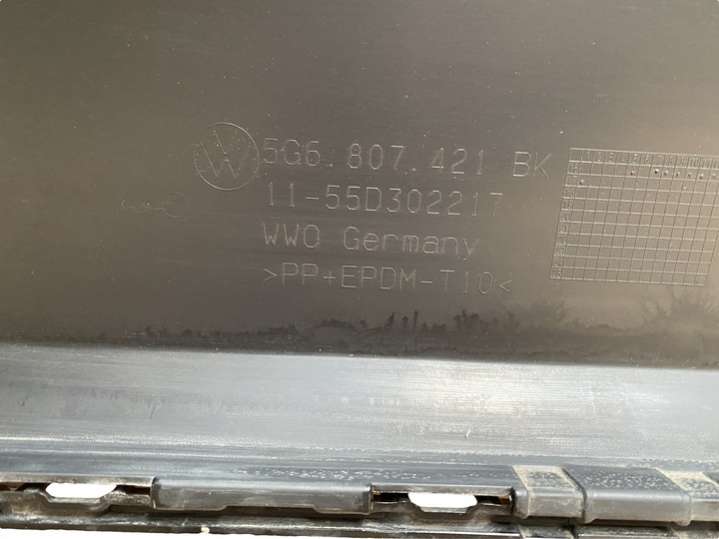 5G6.807.421 BK
11-55D302217
WWO Germany
>PP+EPDM-T10<